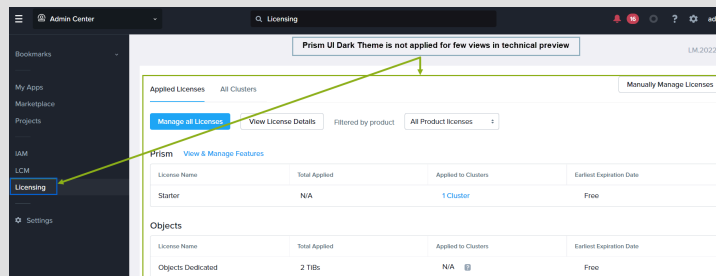 Admin Center
Licensing
16
?
ad
Prism UI Dark Theme is not applied for few views in technical preview
LM.2022
Bookmarks
My Apps
Marketplace
Projects
IAM
LCM
Licensing
Settings
Applied Licenses
All Clusters
Manually Manage Licenses
Manage all Licenses
View License Details
Filtered by product
All Product licenses
Prism
View & Manage Features
License Name
Total Applied
Applied to Clusters
Earliest Expiration Date
Starter
N/A
1 Cluster
Free
Objects
License Name
Total Applied
Applied to Clusters
Earliest Expiration Date
Objects Dedicated
2 TIBs
N/A
?
Free